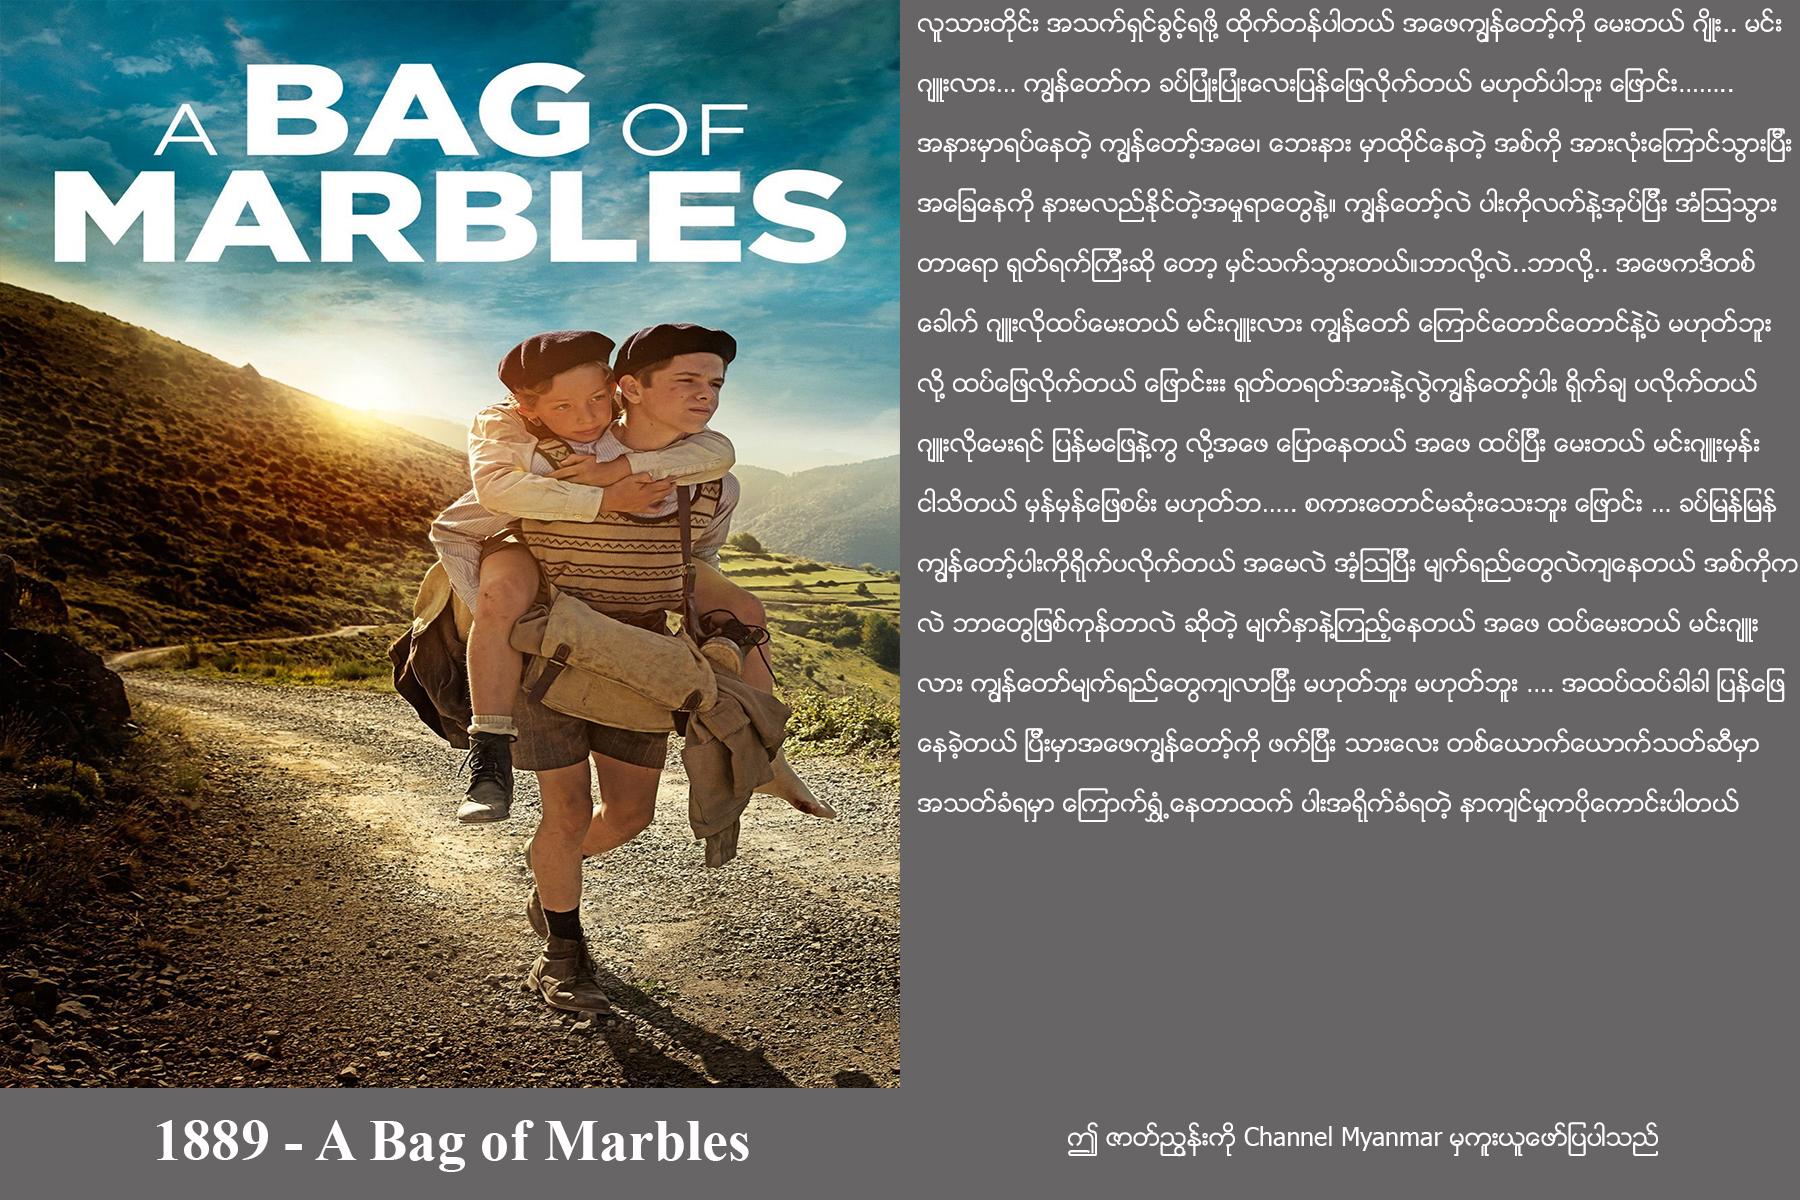 A BAG OF
MARBLES
လူသားတိုင်း အသက်ရှင်ခွင့်ရဖို့ ထိုက်တန်ပါတယ် အဖေကျွန်တော့်ကို မေးတယ် ဂျိုး.. မင်း
ဂျူးလား... ကျွန်တော်က ခပ်ပြုံးပြုံးလေးပြန်ဖြေလိုက်တယ် မဟုတ်ပါဘူး ဖြောင်း........
အနားမှာရပ်နေတဲ့ ကျွန်တော့်အမေ၊ ဘေးနား မှာထိုင်နေတဲ့ အစ်ကို အားလုံးကြောင်သွားပြီး
အခြေနေကို နားမလည်နိုင်တဲ့အမူရာတွေနဲ့။ ကျွန်တော့်လဲ ပါးကိုလက်နဲ့အုပ်ပြီး အံသြသွား
တာရော ရုတ်ရက်ကြီးဆို တော့ မှင်သက်သွားတယ်။ဘာလို့လဲ..ဘာလို့.. အဖေကဒီတစ်
ခေါက် ဂျူးလိုထပ်မေးတယ် မင်းဂျူးလား ကျွန်တော် ကြောင်တောင်တောင်နဲ့ပဲ မဟုတ်ဘူး
လို့ ထပ်ဖြေလိုက်တယ် ဖြောင်းးး ရုတ်တရတ်အားနဲ့လွဲကျွန်တော့်ပါး ရိုက်ချ ပလိုက်တယ်
ဂျူးလိုမေးရင် ပြန်မဖြေနဲ့ကွ လို့အဖေ ပြောနေတယ် အဖေ ထပ်ပြီး မေးတယ် မင်းဂျူးမှန်း
ငါသိတယ် မှန်မှန်ဖြေစမ်း မဟုတ်ဘ..... စကားတောင်မဆုံးသေးဘူး ဖြောင်း ... ခပ်မြန်မြန်
ကျွန်တော့်ပါးကိုရိုက်ပလိုက်တယ် အမေလဲ အံ့သြပြီး မျက်ရည်တွေလဲကျနေတယ် အစ်ကိုက
လဲ ဘာတွေဖြစ်ကုန်တာလဲ ဆိုတဲ့ မျက်နှာနဲ့ကြည့်နေတယ် အဖေ ထပ်မေးတယ် မင်းဂျူး
လား ကျွန်တော်မျက်ရည်တွေကျလာပြီး မဟုတ်ဘူး မဟုတ်ဘူး .... အထပ်ထပ်ခါခါ ပြန်ဖြေ
နေခဲ့တယ် ပြီးမှာအဖေကျွန်တော့်ကို ဖက်ပြီး သားလေး တစ်ယောက်ယောက်သတ်ဆီမှာ
အသတ်ခံရမှာ ကြောက်ရွှံ့နေတာထက် ပါးအရိုက်ခံရတဲ့ နာကျင်မှုကပိုကောင်းပါတယ်
1889 - A Bag of Marbles
ဤ ဇာတ်ညွှန်းကို Channel Myanmar မှကူးယူဖော်ပြပါသည်